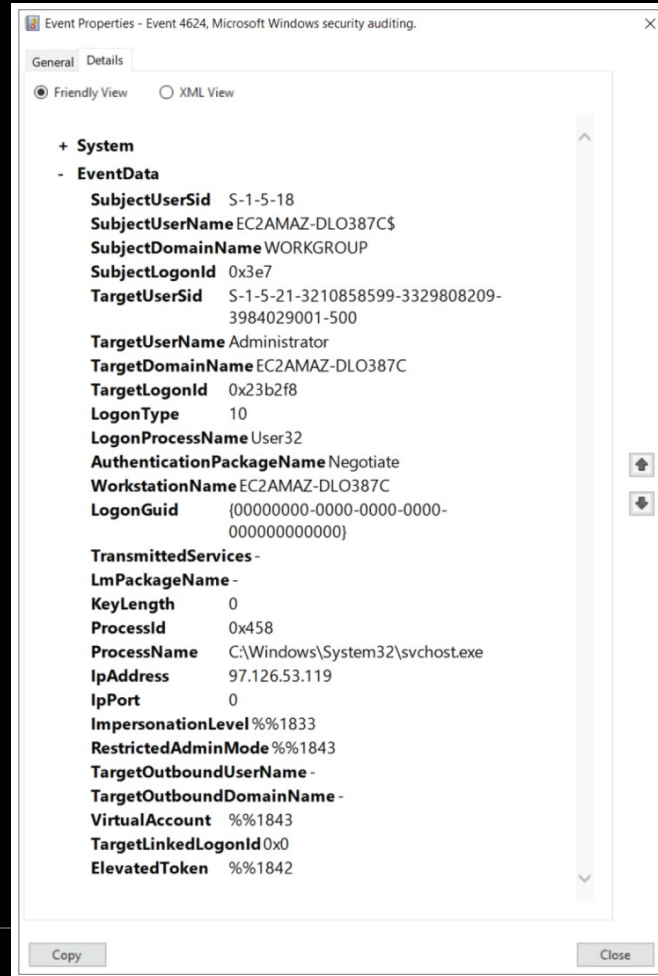 Event Properties - Event 4624, Microsoft Windows security auditing.
General Details
Friendly View XML View
+ System
- EventData
SubjectUserSid S-1-5-18
SubjectUserName EC2AMAZ-DLO387C$
SubjectDomainName WORKGROUP
SubjectLogonId 0x3e7
TargetUserSid S-1-5-21-3210858599-3329808209-
3984029001-500
TargetUserName Administrator
TargetDomainName EC2AMAZ-DLO387C
TargetLogonId 0x23b2f8
LogonType 10
LogonProcessName User32
AuthenticationPackageName Negotiate
WorkstationName EC2AMAZ-DLO387C
LogonGuid {00000000-0000-0000-0000-
000000000000}
TransmittedServices -
LmPackageName -
KeyLength 0
ProcessId 0x458
ProcessName C:\Windows\System32\svchost.exe
IpAddress 97.126.53.119
IpPort 0
ImpersonationLevel %%1833
RestrictedAdminMode %%1843
TargetOutboundUserName -
TargetOutboundDomainName -
VirtualAccount %%1843
TargetLinkedLogonId 0x0
ElevatedToken %%1842
Copy Close